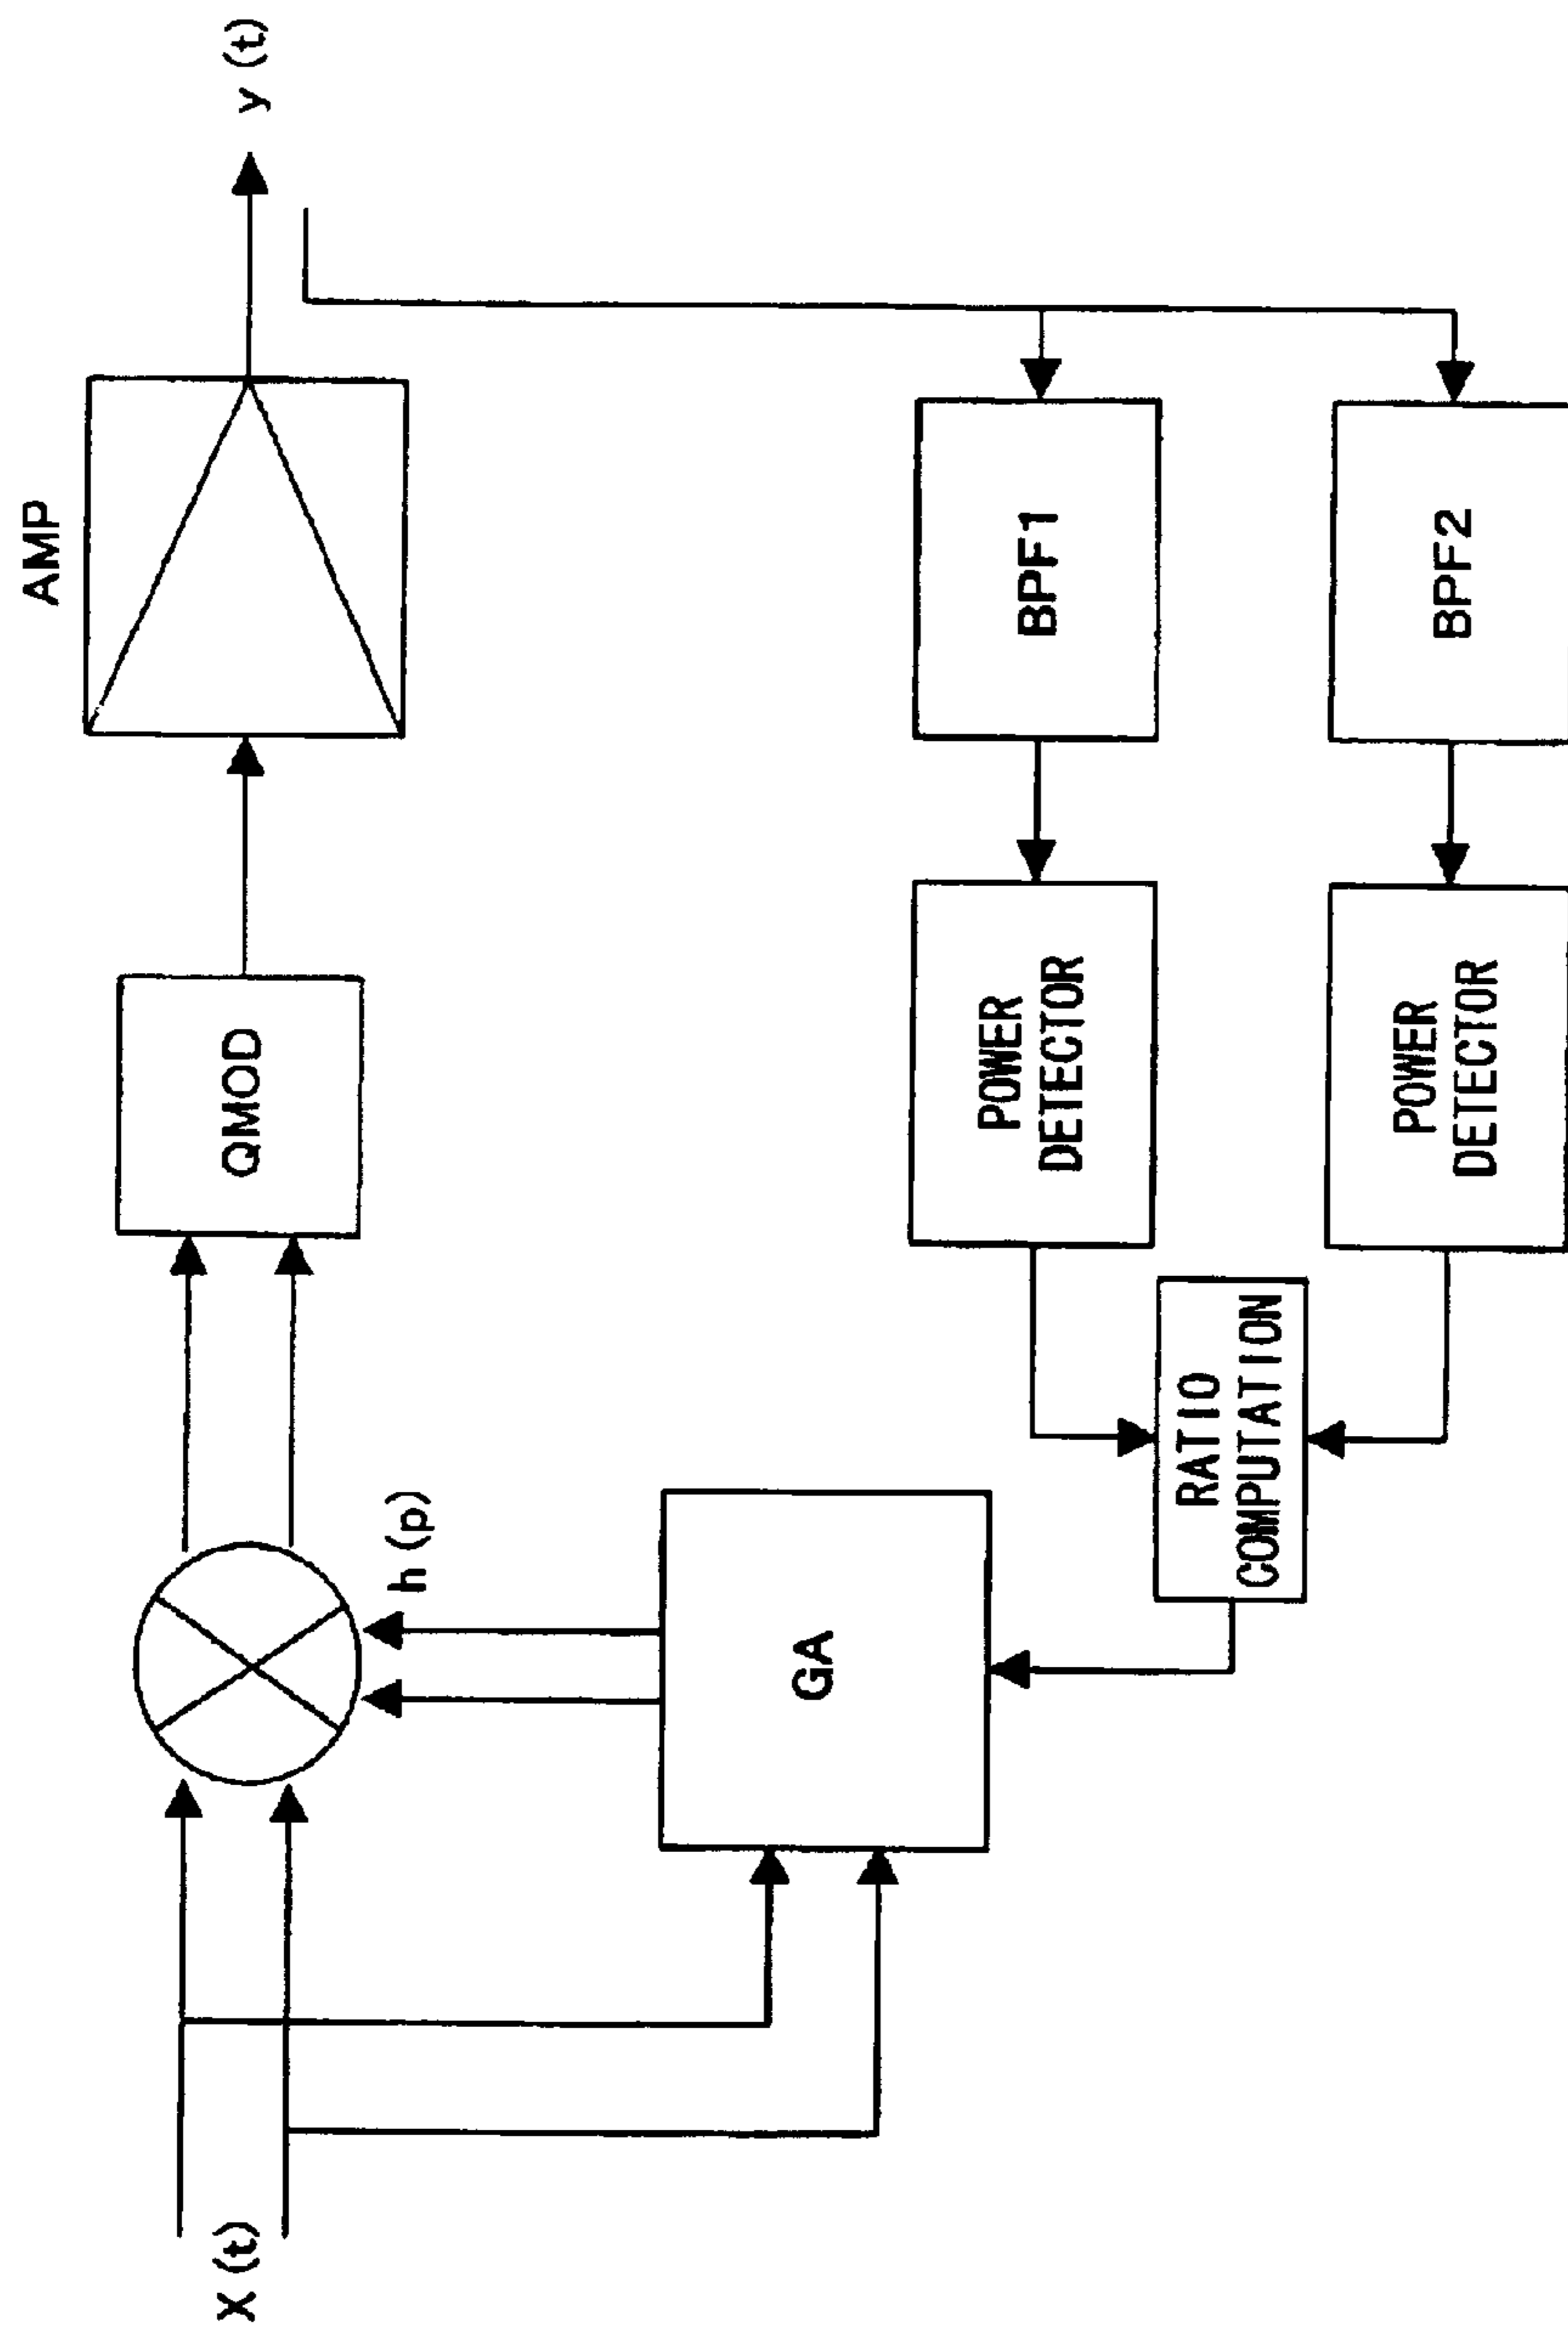 X (t)
h (p)
QMOD
AMP
y (t)
GA
RATIO
COMPUTATION
POWER
DETECTOR
BPF1
POWER
DETECTOR
BPF2